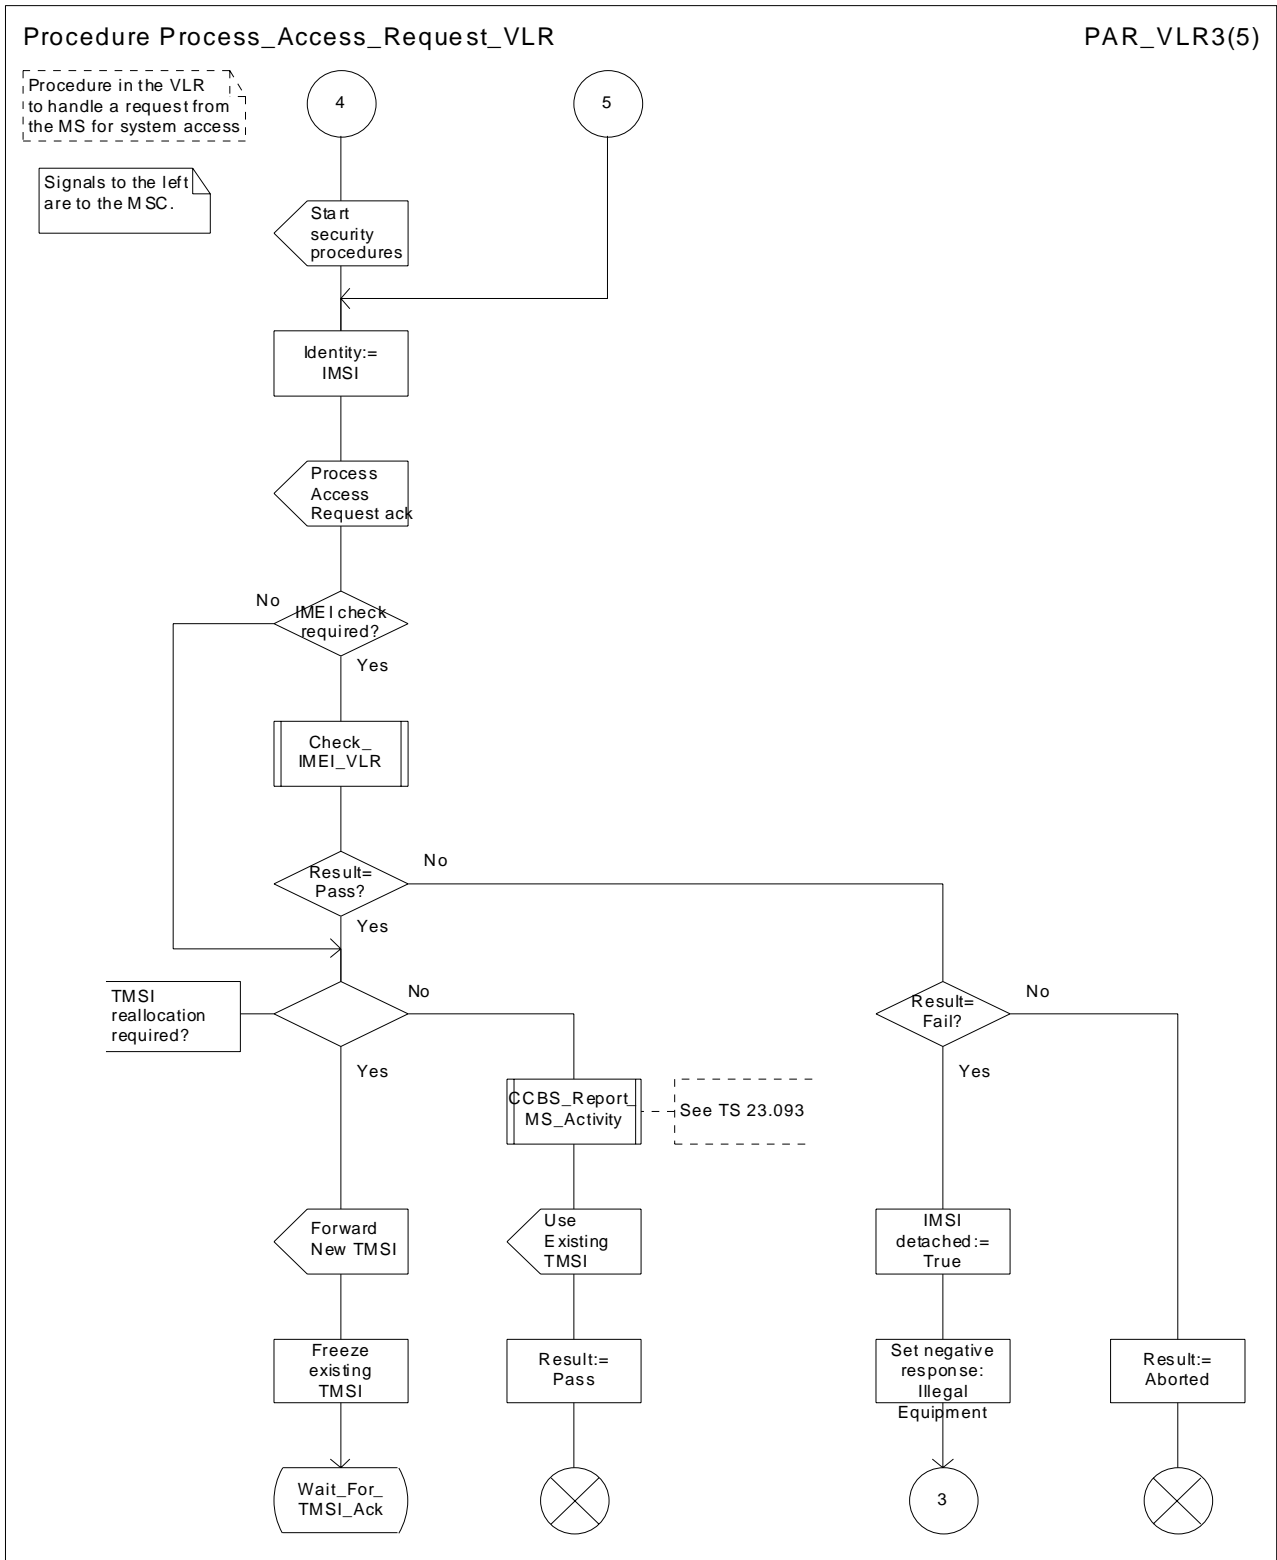 Procedure Process_Access_Request_VLR
PAR_VLR3(5)
Procedure in the VLR
to handle a request from
the MS for system access
4
5
Signals to the left
are to the MSC.
Start
security
procedures
Identity:=
IMSI
Process
Access
Request ack
No
IMEI check
required?
Yes
Check_
IMEI_VLR
Result=
Pass?
No
Yes
TMSI
reallocation
required?
No
Yes
Result=
Fail?
No
Yes
CCBS_Report_
MS_Activity
See TS 23.093
Forward
New TMSI
Use
Existing
TMSI
IMSI
detached:=
True
Freeze
existing
TMSI
Result:=
Pass
Set negative
response:
Illegal
Equipment
Result:=
Aborted
Wait_For_
TMSI_Ack
3